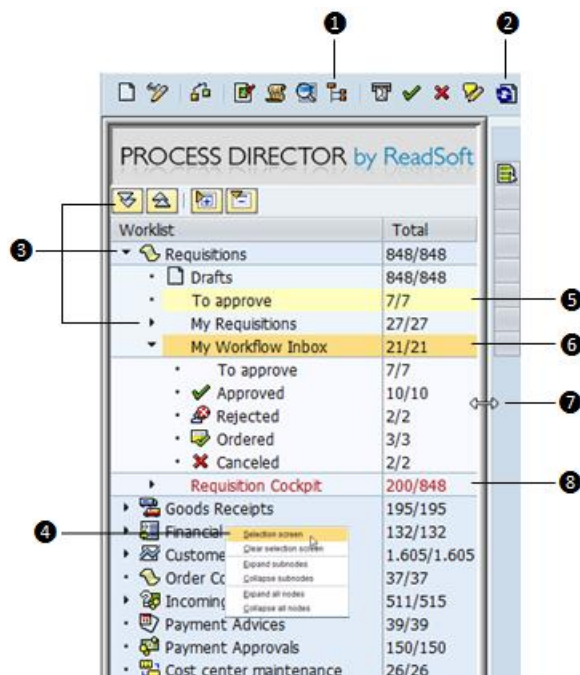 1 2
PROCESS DIRECTOR by ReadSoft
Worklist Total
3 Requisitions 848/848
Drafts 848/848
To approve 7/7 5
My Requisitions 27/27
My Workflow Inbox 21/21 6
To approve 7/7
Approved 10/10
Rejected 2/2 7
Ordered 3/3
Canceled 2/2
Requisition Cockpit 200/848 8
Goods Receipts 195/195
4 Financial Selection screen 132/132
Custome Clear selection screen 1.605/1.605
Expand subnodes
Order Co Collapse subnodes 37/37
Expand all nodes
Incoming Collapse all nodes 511/515
Payment Advices 39/39
Payment Approvals 150/150
Cost center maintenance 26/26